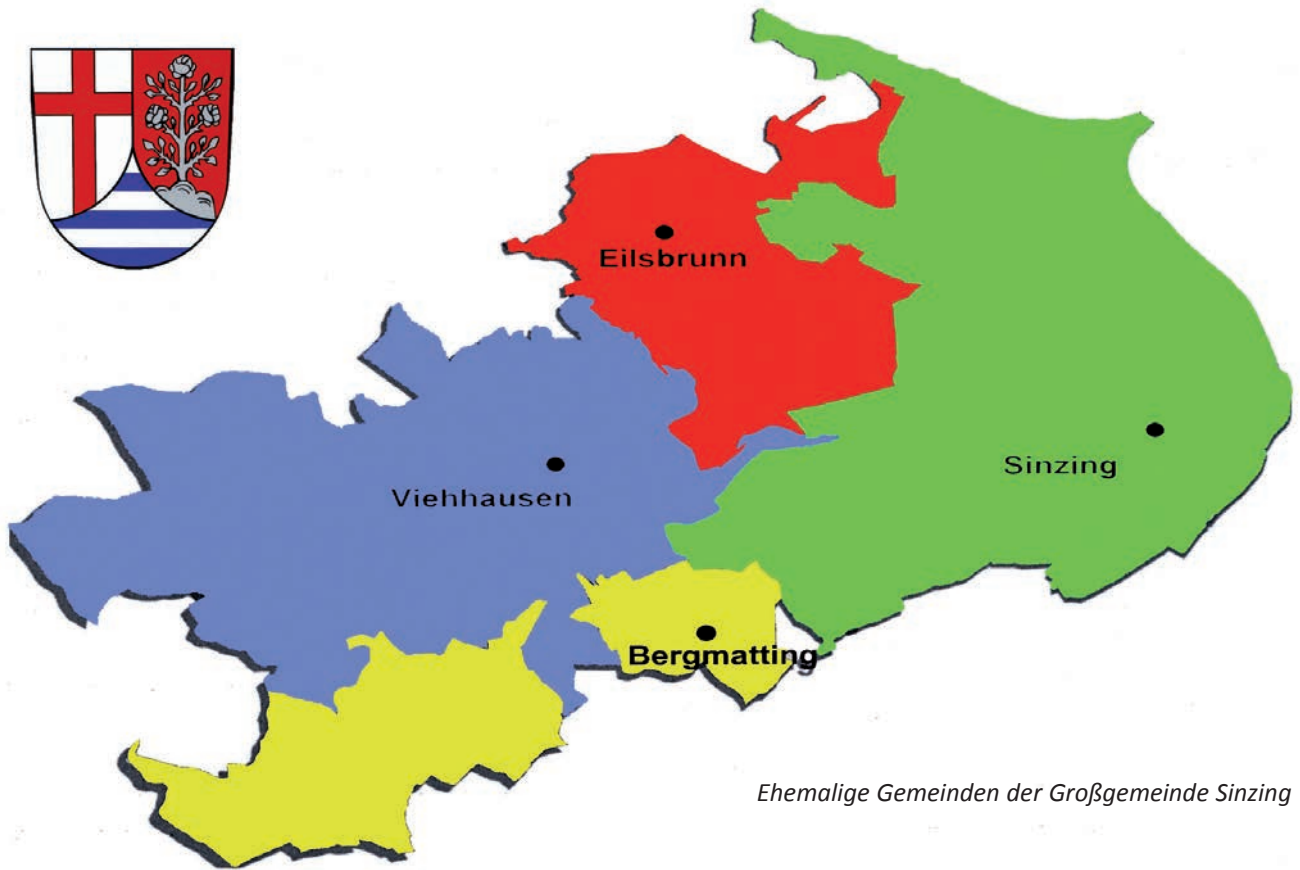 Eilsbrunn
Sinzing
Viehhausen
Bergmatting
Ehemalige Gemeinden der Großgemeinde Sinzing